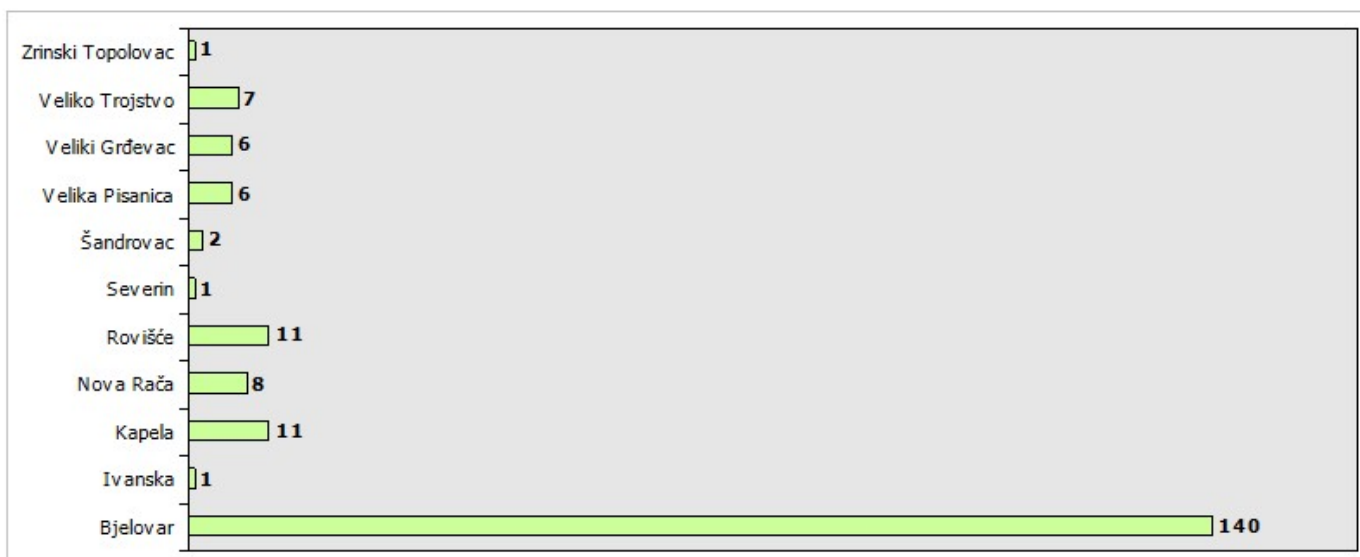 Zrinski Topolovac 1
Veliko Trojstvo 7
Veliki Grđevac 6
Velika Pisanica 6
Šandrovac 2
Severin 1
Rovišće 11
Nova Rača 8
Kapela 11
Ivanska 1
Bjelovar 140